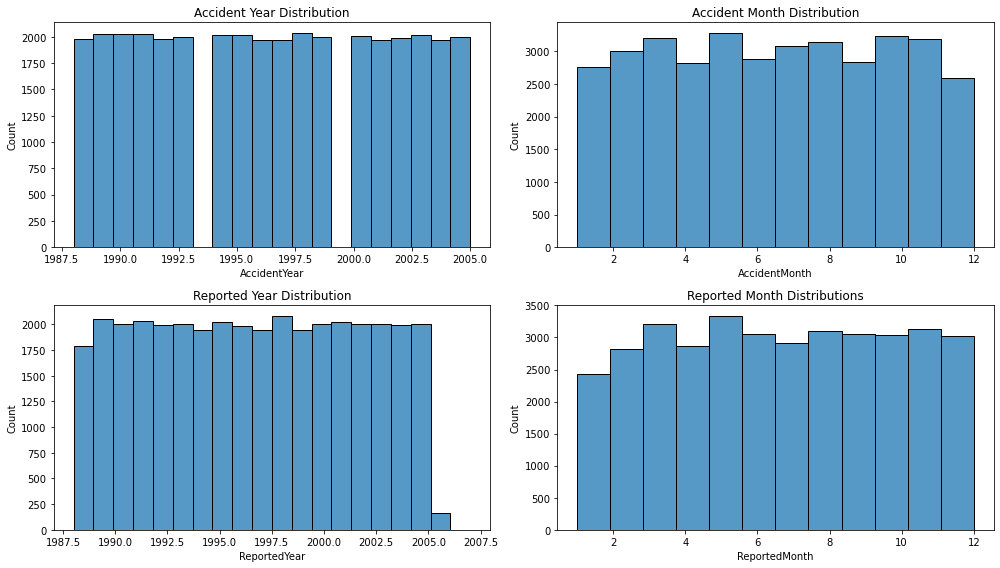 Accident Year Distribution
2000
1750
1500
1250
1000
750
500
250
0
Count
1987.5 1990.0 1992.5 1995.0 1997.5 2000.0 2002.5 2005.0
AccidentYear
Accident Month Distribution
3000
2500
2000
1500
1000
500
0
Count
2 4 6 8 10 12
AccidentMonth
Reported Year Distribution
2000
1750
1500
1250
1000
750
500
250
0
Count
1987.5 1990.0 1992.5 1995.0 1997.5 2000.0 2002.5 2005.0 2007.5
ReportedYear
Reported Month Distributions
3500
3000
2500
2000
1500
1000
500
0
Count
2 4 6 8 10 12
ReportedMonth